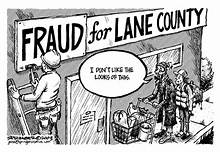 FRAUD for LANE COUNTY
I DON'T LIKE THE
LOOKS OF THIS.